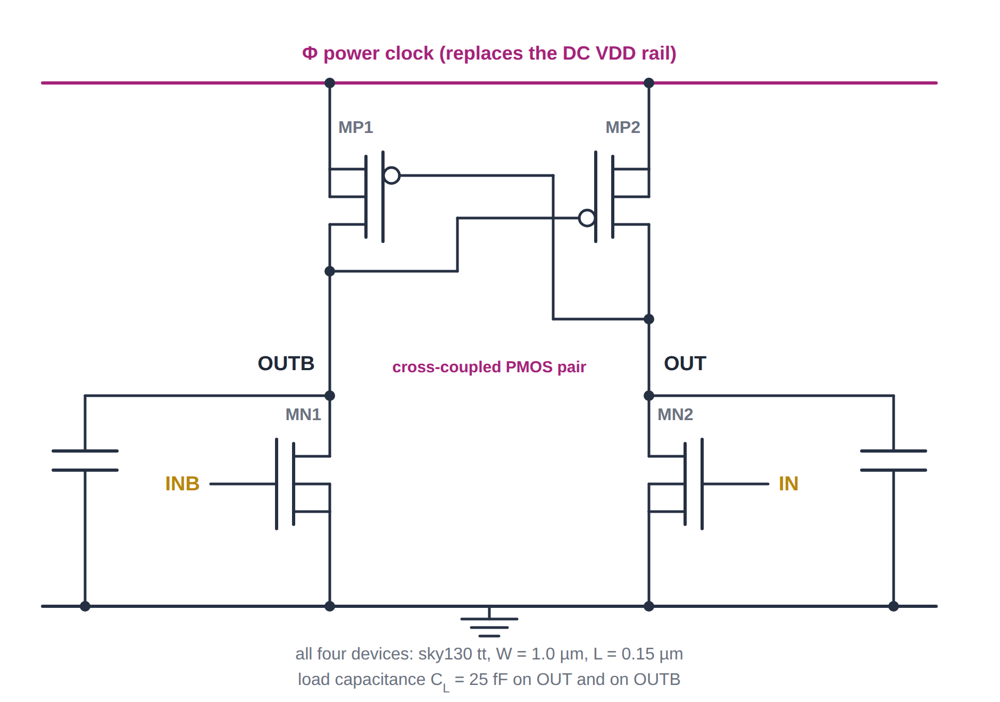 Φ power clock (replaces the DC VDD rail)
MP1
MP2
OUTB
cross-coupled PMOS pair
OUT
MN1
MN2
INB
IN
all four devices: sky130 tt, W = 1.0 µm, L = 0.15 µm
load capacitance CL = 25 fF on OUT and on OUTB